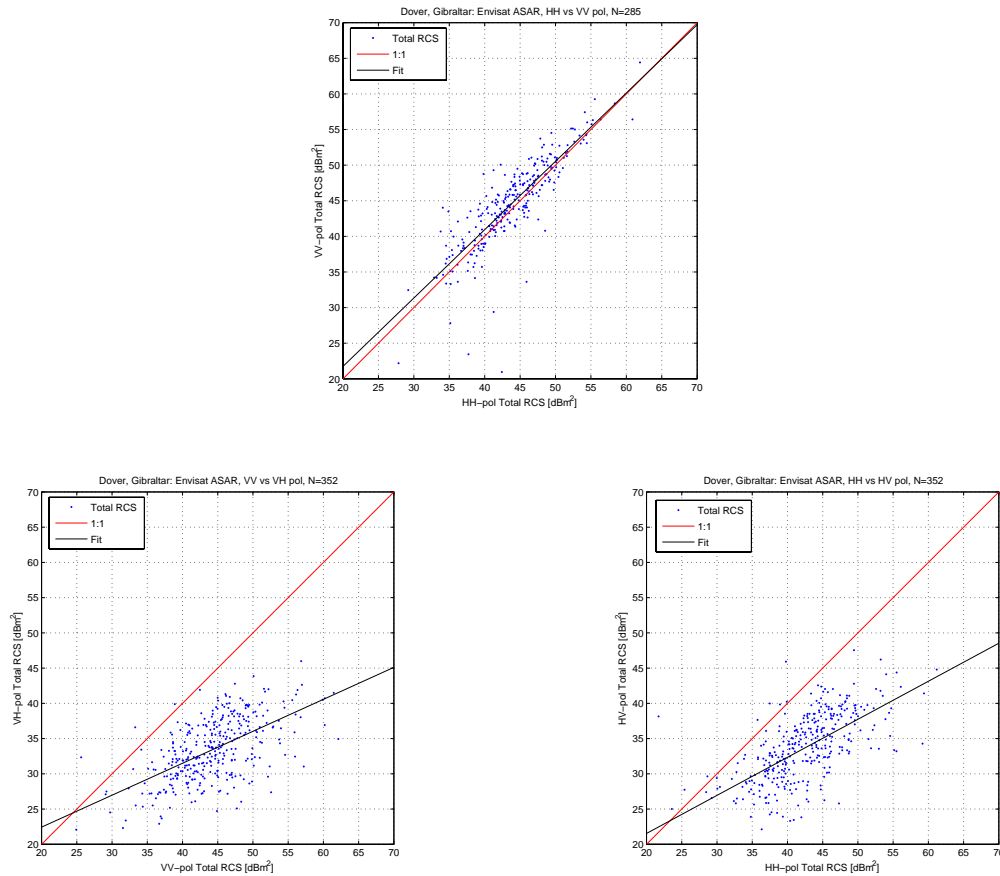 Dover, Gibraltar: Envisat ASAR, HH vs VV pol, N=285
70
65
60
55
50
45
40
35
30
25
20
VV−pol Total RCS [dBm²]
Total RCS
1:1
Fit
20 25 30 35 40 45 50 55 60 65 70
HH−pol Total RCS [dBm²]
Dover, Gibraltar: Envisat ASAR, VV vs VH pol, N=352
70
65
60
55
50
45
40
35
30
25
20
VH−pol Total RCS [dBm²]
Total RCS
1:1
Fit
20 25 30 35 40 45 50 55 60 65 70
VV−pol Total RCS [dBm²]
Dover, Gibraltar: Envisat ASAR, HH vs HV pol, N=352
70
65
60
55
50
45
40
35
30
25
20
HV−pol Total RCS [dBm²]
Total RCS
1:1
Fit
20 25 30 35 40 45 50 55 60 65 70
HH−pol Total RCS [dBm²]